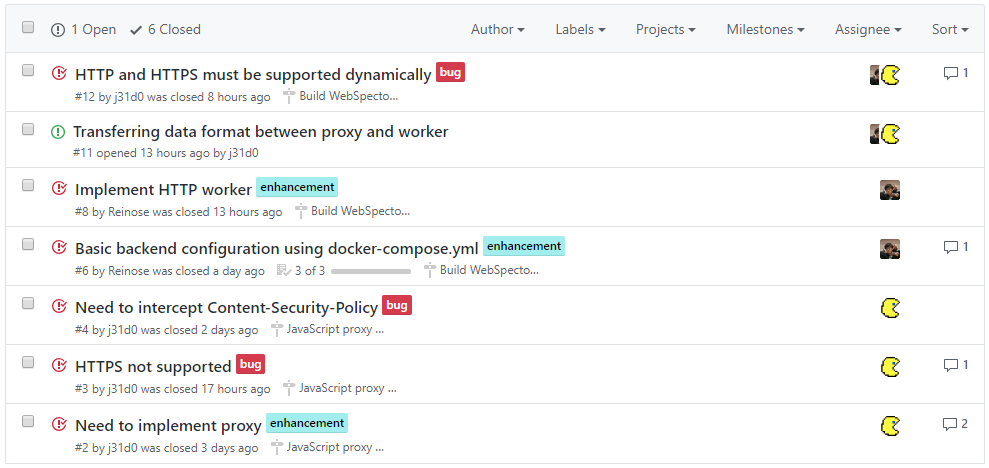 1 Open 6 Closed Author Labels Projects Milestones Assignee Sort
HTTP and HTTPS must be supported dynamically bug 1
#12 by j31d0 was closed 8 hours ago Build WebSpecto...
Transferring data format between proxy and worker
#11 opened 13 hours ago by j31d0
Implement HTTP worker enhancement
#8 by Reinose was closed 13 hours ago Build WebSpecto...
Basic backend configuration using docker-compose.yml enhancement 1
#6 by Reinose was closed a day ago 3 of 3 Build WebSpecto...
Need to intercept Content-Security-Policy bug
#4 by j31d0 was closed 2 days ago JavaScript proxy ...
HTTPS not supported bug 1
#3 by j31d0 was closed 17 hours ago JavaScript proxy ...
Need to implement proxy enhancement 2
#2 by j31d0 was closed 3 days ago JavaScript proxy ...